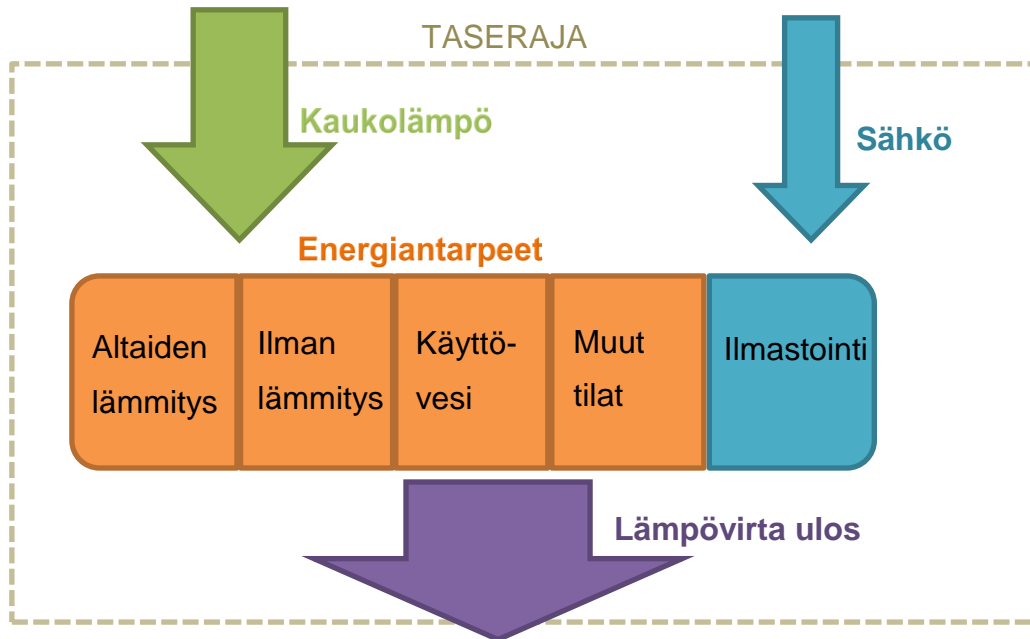 TASERAJA
Kaukolämpö
Sähkö
Energiantarpeet
Altaiden
lämmitys
Ilman
lämmitys
Käyttö-
vesi
Muut
tilat
Ilmastointi
Lämpövirta ulos